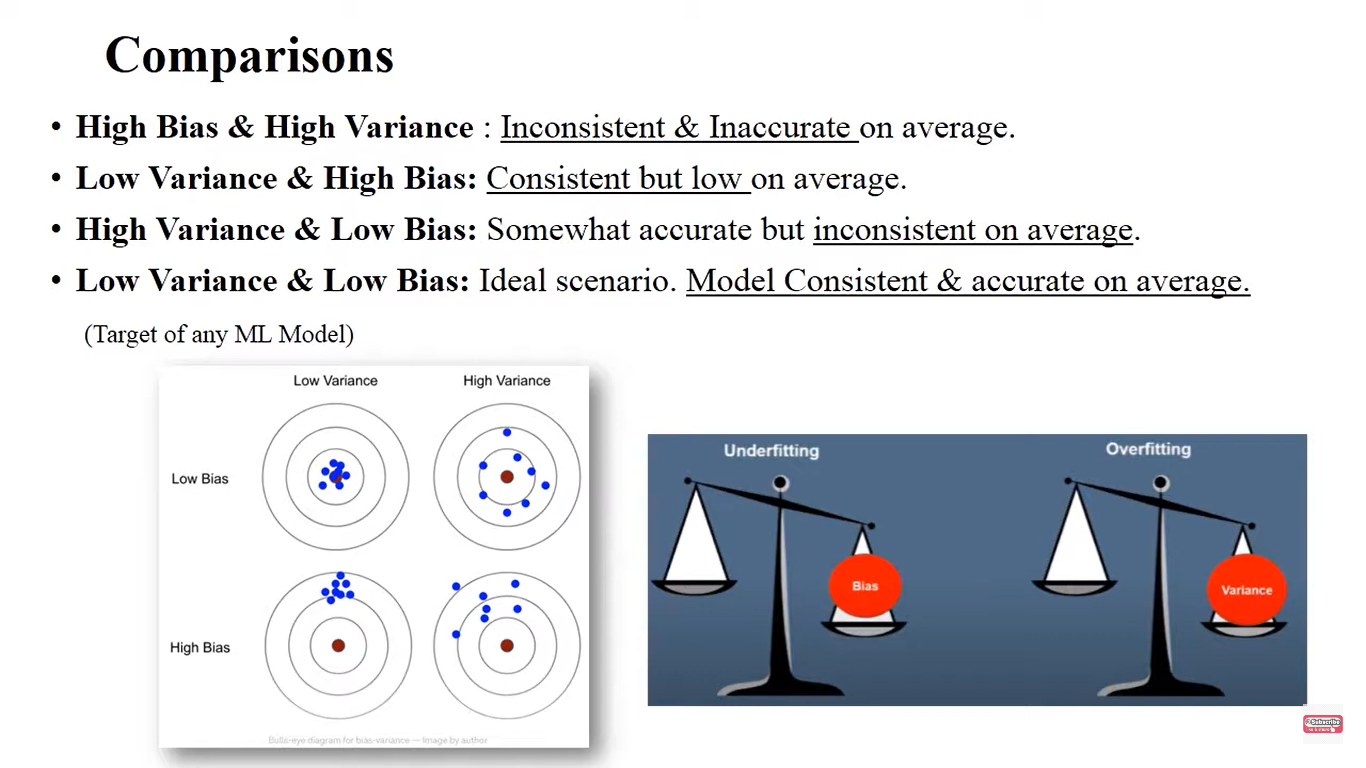 Comparisons
• High Bias & High Variance : Inconsistent & Inaccurate on average.
• Low Variance & High Bias: Consistent but low on average.
• High Variance & Low Bias: Somewhat accurate but inconsistent on average.
• Low Variance & Low Bias: Ideal scenario. Model Consistent & accurate on average.
(Target of any ML Model)
Low Variance High Variance
Low Bias
High Bias
Bulls-eye diagram for bias-variance — Image by author
Underfitting Overfitting
Bias Variance
Subscribe